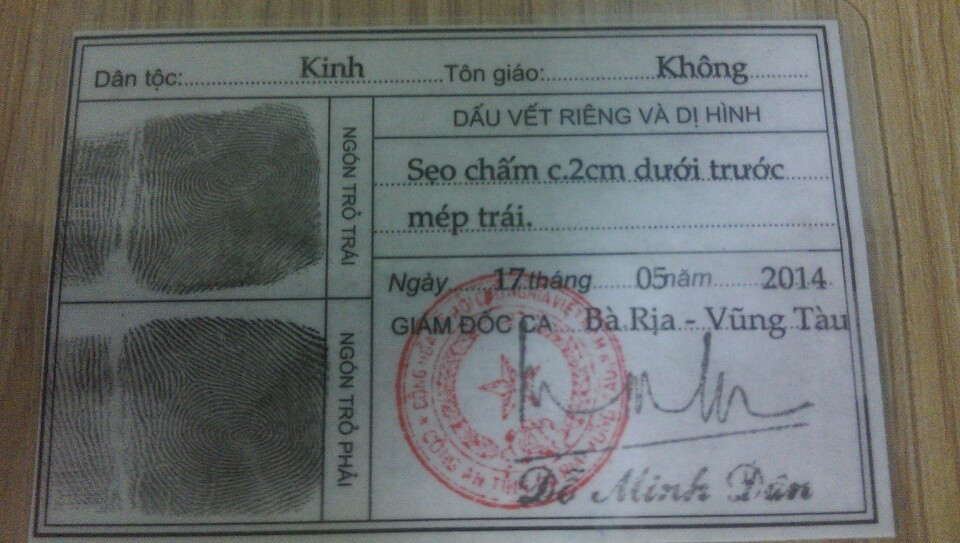 Dân tộc: Kinh Tôn giáo: Không
NGÓN TRỎ TRÁI
DẤU VẾT RIÊNG VÀ DỊ HÌNH
Sẹo chấm c.2cm dưới trước
mép trái.
Ngày 17 tháng 05 năm 2014
GIÁM ĐỐC CA Bà Rịa - Vũng Tàu
NGÓN TRỎ PHẢI
Minh Dân